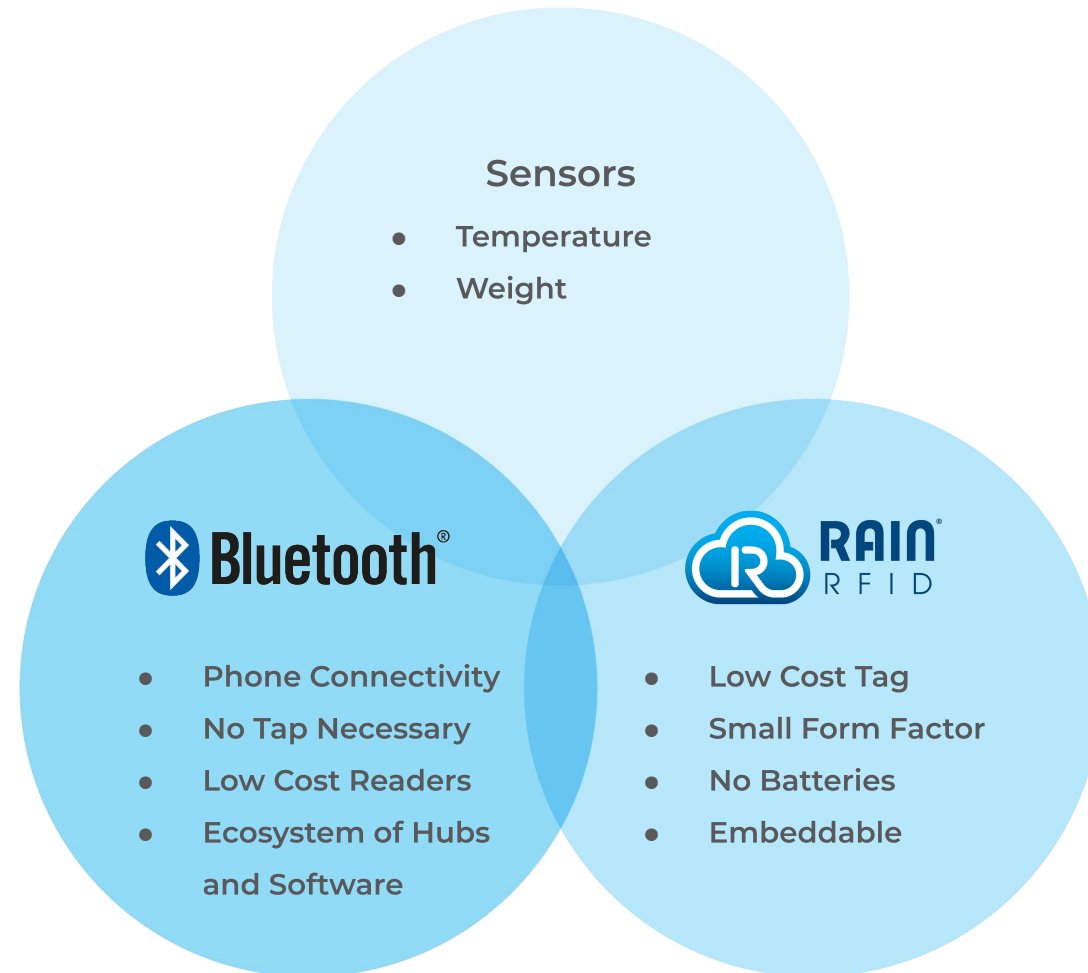 Sensors
● Temperature
● Weight
Bluetooth®
● Phone Connectivity
● No Tap Necessary
● Low Cost Readers
● Ecosystem of Hubs
and Software
RAIN®
RFID
● Low Cost Tag
● Small Form Factor
● No Batteries
● Embeddable